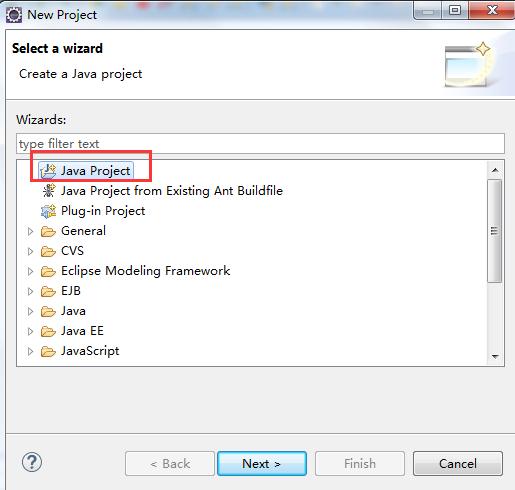 New Project
Select a wizard
Create a Java project
Wizards:
type filter text
Java Project
Java Project from Existing Ant Buildfile
Plug-in Project
General
CVS
Eclipse Modeling Framework
EJB
Java
Java EE
JavaScript
?
< Back
Next >
Finish
Cancel